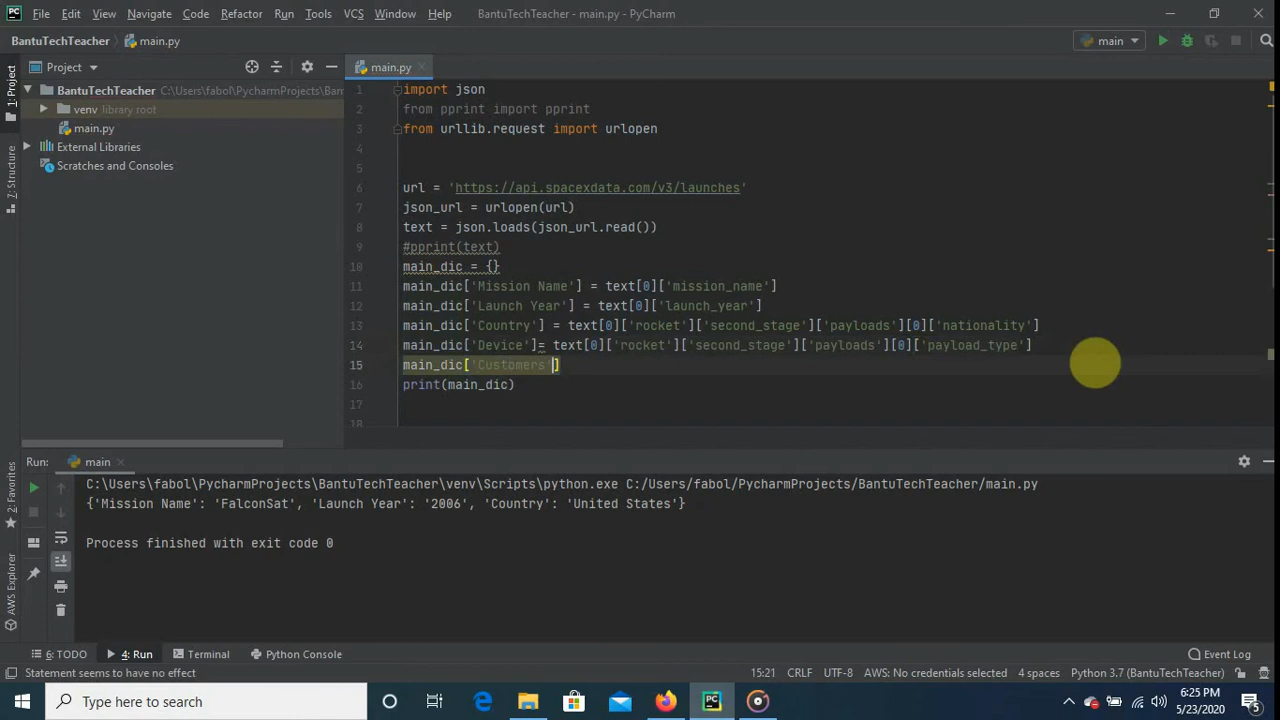 File Edit View Navigate Code Refactor Run Tools VCS Window Help BantuTechTeacher - main.py - PyCharm
BantuTechTeacher main.py main
1: Project
Project
main.py
BantuTechTeacher C:\Users\fabol\PycharmProjects\Ban
venv library root
main.py
External Libraries
Scratches and Consoles
7: Structure
1 import json
2 from pprint import pprint
3 from urllib.request import urlopen
4
5
6 url = 'https://api.spacexdata.com/v3/launches'
7 json_url = urlopen(url)
8 text = json.loads(json_url.read())
9 #pprint(text)
10 main_dic = {}
11 main_dic['Mission Name'] = text[0]['mission_name']
12 main_dic['Launch Year'] = text[0]['launch_year']
13 main_dic['Country'] = text[0]['rocket']['second_stage']['payloads'][0]['nationality']
14 main_dic['Device']= text[0]['rocket']['second_stage']['payloads'][0]['payload_type']
15 main_dic['Customers']
16 print(main_dic)
17
18
Run: main
C:\Users\fabol\PycharmProjects\BantuTechTeacher\venv\Scripts\python.exe C:/Users/fabol/PycharmProjects/BantuTechTeacher/main.py
{'Mission Name': 'FalconSat', 'Launch Year': '2006', 'Country': 'United States'}
Process finished with exit code 0
2: Favorites
AWS Explorer
6: TODO 4: Run Terminal Python Console Event Log
Statement seems to have no effect 15:21 CRLF UTF-8 AWS: No credentials selected 4 spaces Python 3.7 (BantuTechTeacher)
Type here to search
6:25 PM
5/23/2020
5